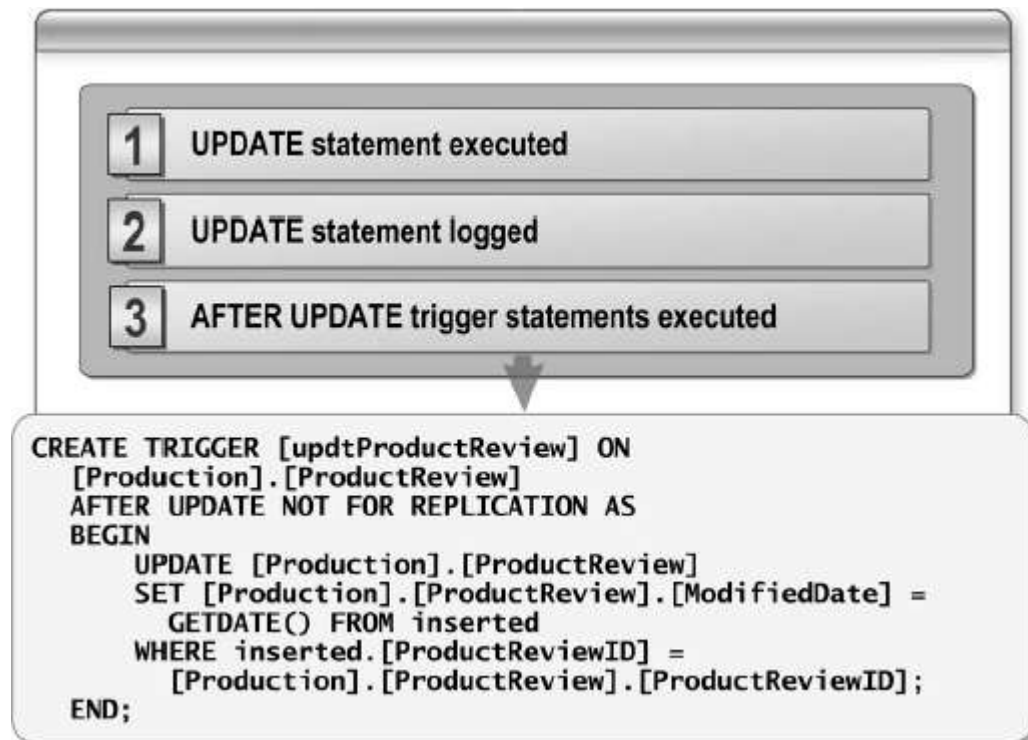 1 UPDATE statement executed
2 UPDATE statement logged
3 AFTER UPDATE trigger statements executed
CREATE TRIGGER [updtProductReview] ON
[Production].[ProductReview]
AFTER UPDATE NOT FOR REPLICATION AS
BEGIN
UPDATE [Production].[ProductReview]
SET [Production].[ProductReview].[ModifiedDate] =
GETDATE() FROM inserted
WHERE inserted.[ProductReviewID] =
[Production].[ProductReview].[ProductReviewID];
END;